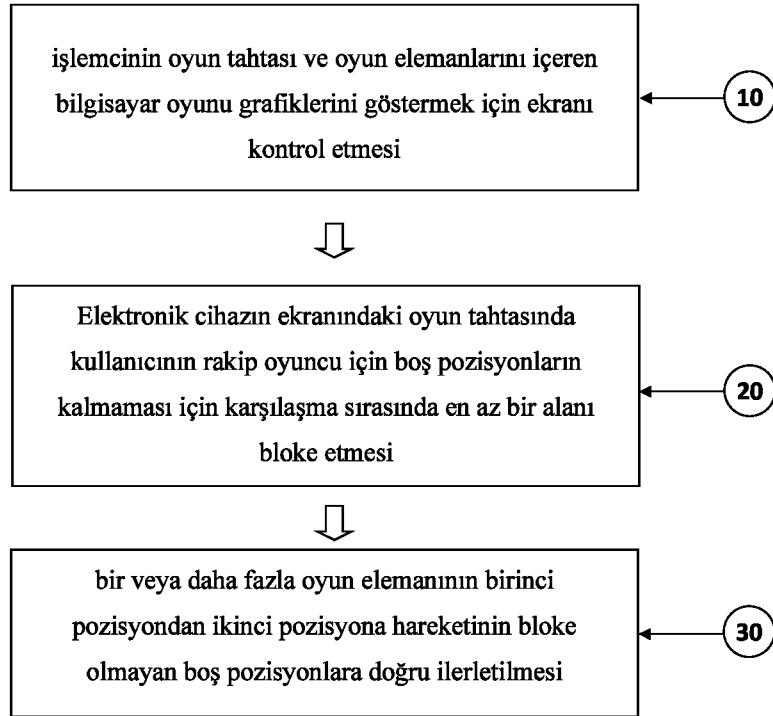 işlemcinin oyun tahtası ve oyun elemanlarını içeren
bilgisayar oyunu grafiklerini göstermek için ekranı
kontrol etmesi
10
Elektronik cihazın ekranındaki oyun tahtasında
kullanıcının rakip oyuncu için boş pozisyonların
kalmaması için karşılaşma sırasında en az bir alanı
bloke etmesi
20
bir veya daha fazla oyun elemanının birinci
pozisyondan ikinci pozisyona hareketinin bloke
olmayan boş pozisyonlara doğru ilerletilmesi
30